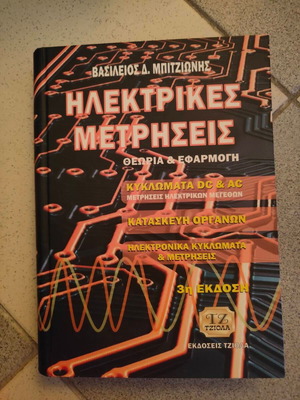 ΒΑΣΙΛΕΙΟΣ Δ. ΜΠΙΤΖΙΩΝΗΣ
ΗΛΕΚΤΡΙΚΕΣ
ΜΕΤΡΗΣΕΙΣ
ΘΕΩΡΙΑ & ΕΦΑΡΜΟΓΗ
ΚΥΚΛΩΜΑΤΑ DC & AC
ΜΕΤΡΗΣΕΙΣ ΗΛΕΚΤΡΙΚΩΝ ΜΕΓΕΘΩΝ
ΚΑΤΑΣΚΕΥΗ ΟΡΓΑΝΩΝ
ΗΛΕΚΤΡΟΝΙΚΑ ΚΥΚΛΩΜΑΤΑ
& ΜΕΤΡΗΣΕΙΣ
3η ΕΚΔΟΣΗ
ΤΖ
ΤΖΙΟΛΑ
ΕΚΔΟΣΕΙΣ ΤΖΙΟΛΑ